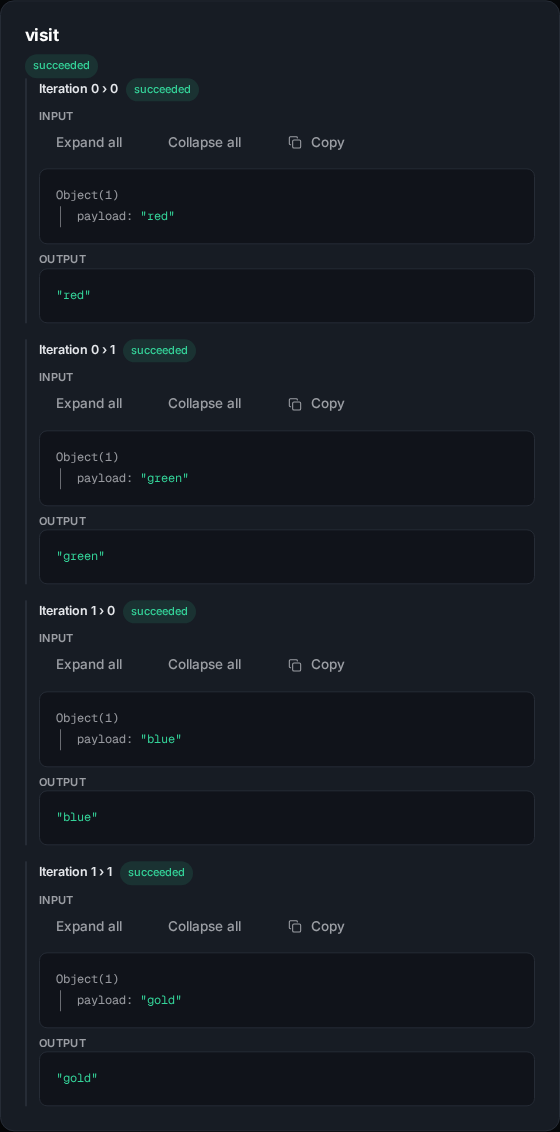 visit
succeeded
Iteration 0 › 0 succeeded
INPUT
Expand all Collapse all Copy
Object(1)
payload: "red"
OUTPUT
"red"
Iteration 0 › 1 succeeded
INPUT
Expand all Collapse all Copy
Object(1)
payload: "green"
OUTPUT
"green"
Iteration 1 › 0 succeeded
INPUT
Expand all Collapse all Copy
Object(1)
payload: "blue"
OUTPUT
"blue"
Iteration 1 › 1 succeeded
INPUT
Expand all Collapse all Copy
Object(1)
payload: "gold"
OUTPUT
"gold"